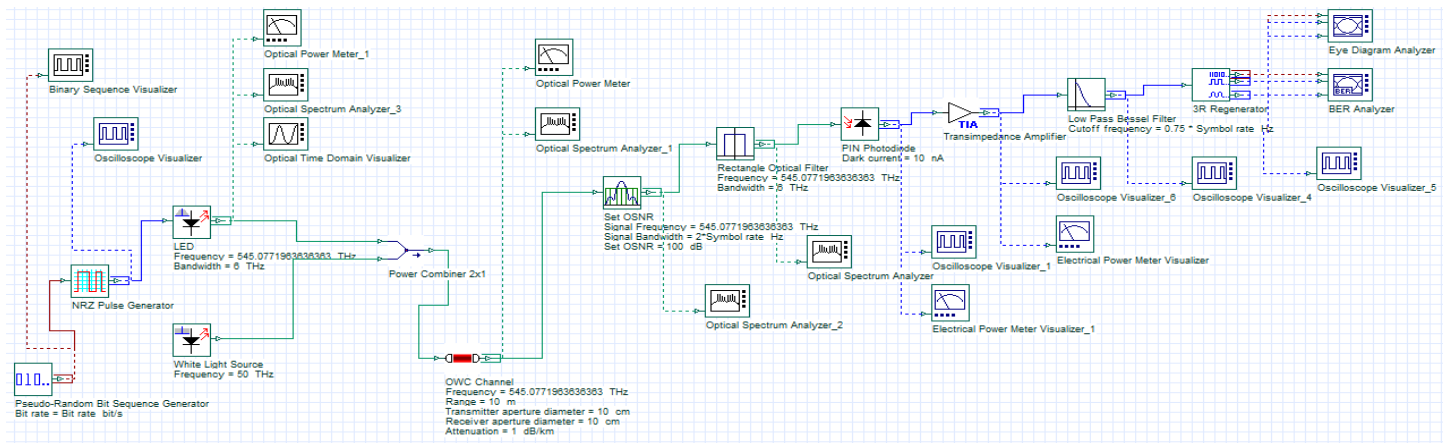 Optical Power Meter_1
Optical Power Meter
Eye Diagram Analyzer
Binary Sequence Visualizer
Optical Spectrum Analyzer_3
BER
BER Analyzer
3R Regenerator
Low Pass Bessel Filter
Cutoff frequency = 0.75 * Symbol rate Hz
TIA
Transimpedance Amplifier
PIN Photodiode
Dark current = 10 nA
Oscilloscope Visualizer
Optical Time Domain Visualizer
Optical Spectrum Analyzer_1
Rectangle Optical Filter
Frequency = 545.0771963636363 THz
Bandwidth = 6 THz
Oscilloscope Visualizer_6
Oscilloscope Visualizer_4
Oscilloscope Visualizer_5
Set OSNR
Signal Frequency = 545.0771963636363 THz
Signal Bandwidth = 2*Symbol rate Hz
Set OSNR = 100 dB
LED
Frequency = 545.0771963636363 THz
Bandwidth = 6 THz
Power Combiner 2x1
Optical Spectrum Analyzer
Oscilloscope Visualizer_1
Electrical Power Meter Visualizer
NRZ Pulse Generator
Optical Spectrum Analyzer_2
Electrical Power Meter Visualizer_1
White Light Source
Frequency = 50 THz
010..
Pseudo-Random Bit Sequence Generator
Bit rate = Bit rate bit/s
OWC Channel
Frequency = 545.0771963636363 THz
Range = 10 m
Transmitter aperture diameter = 10 cm
Receiver aperture diameter = 10 cm
Attenuation = 1 dB/km